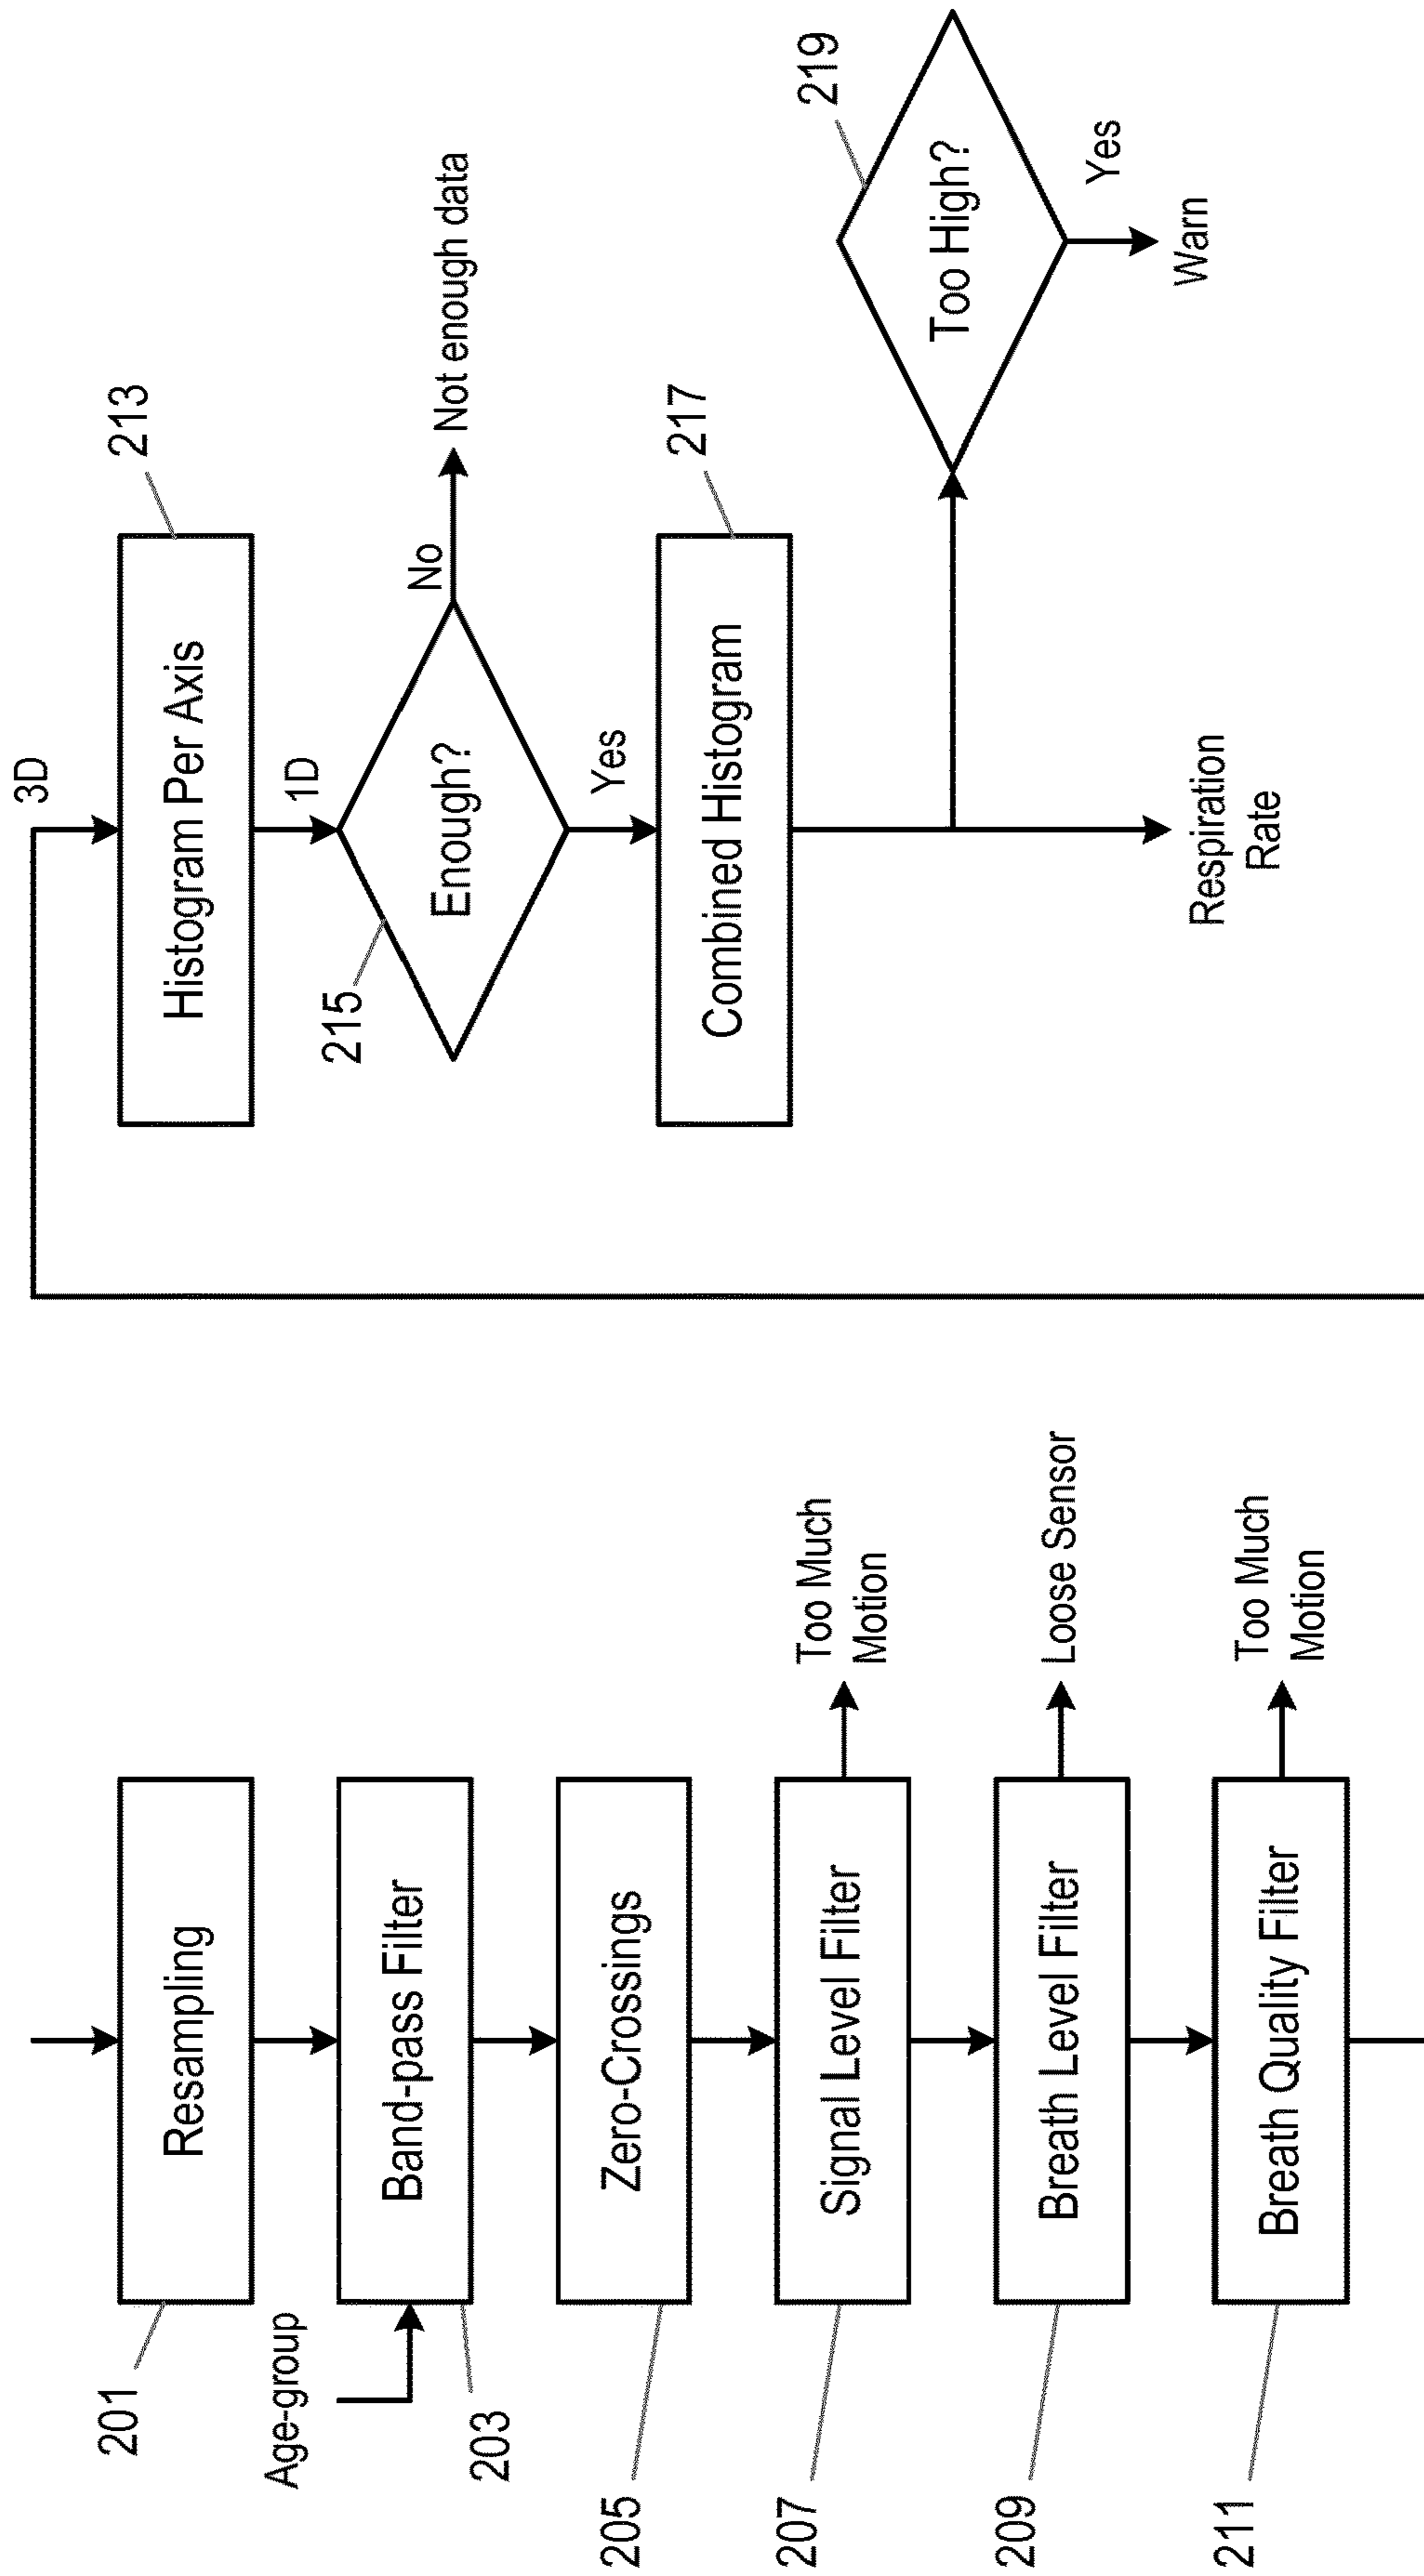 201
Resampling
Age-group
203
Band-pass Filter
205
Zero-Crossings
207
Signal Level Filter
Too Much
Motion
209
Breath Level Filter
Loose Sensor
211
Breath Quality Filter
Too Much
Motion
3D
213
Histogram Per Axis
1D
215
Enough?
No
Not enough data
Yes
217
Combined Histogram
219
Too High?
Yes
Warn
Respiration
Rate